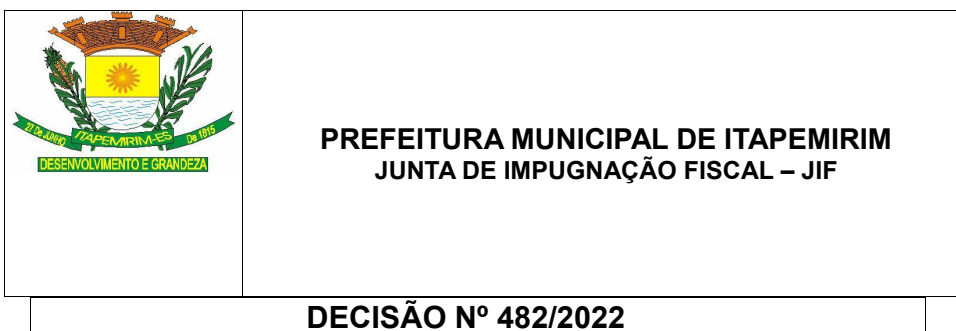 27 De JUNHO ITAPEMIRIM-ES De 1815
DESENVOLVIMENTO E GRANDEZA
PREFEITURA MUNICIPAL DE ITAPEMIRIM
JUNTA DE IMPUGNAÇÃO FISCAL – JIF
DECISÃO Nº 482/2022